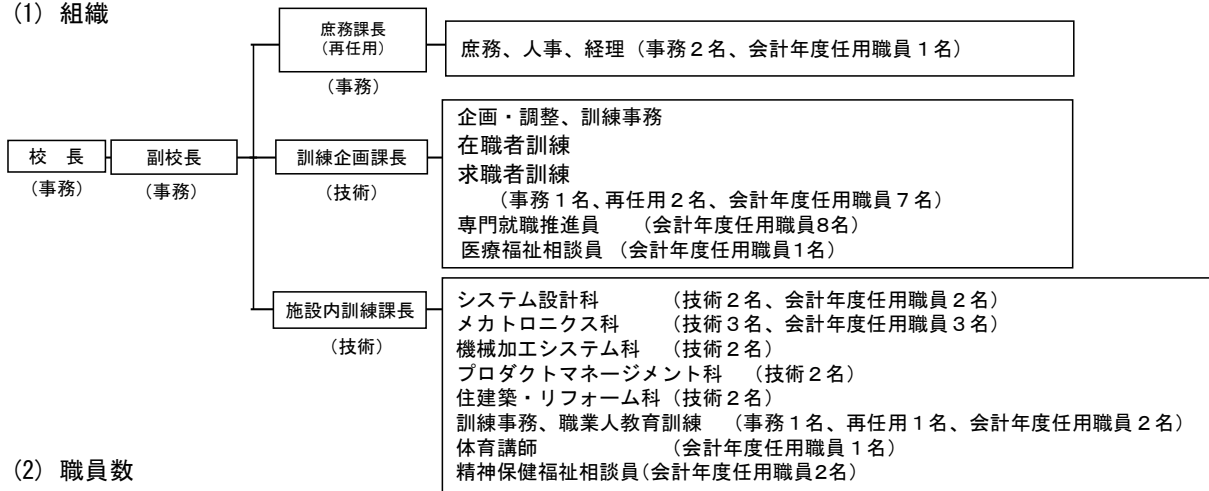 (1) 組織
庶務課長
(再任用)
(事務)
庶務、人事、経理（事務２名、会計年度任用職員１名）
校　長
(事務)
副校長
(事務)
訓練企画課長
(技術)
企画・調整、訓練事務
在職者訓練
求職者訓練
（事務１名、再任用２名、会計年度任用職員７名）
専門就職推進員　（会計年度任用職員8名）
医療福祉相談員　（会計年度任用職員1名）
施設内訓練課長
(技術)
システム設計科　（技術２名、会計年度任用職員２名）
メカトロニクス科　（技術３名、会計年度任用職員３名）
機械加工システム科　（技術２名）
プロダクトマネージメント科　（技術２名）
住建築・リフォーム科（技術２名）
訓練事務、職業人教育訓練　（事務１名、再任用１名、会計年度任用職員２名）
体育講師　（会計年度任用職員１名）
精神保健福祉相談員（会計年度任用職員2名）
(2) 職員数